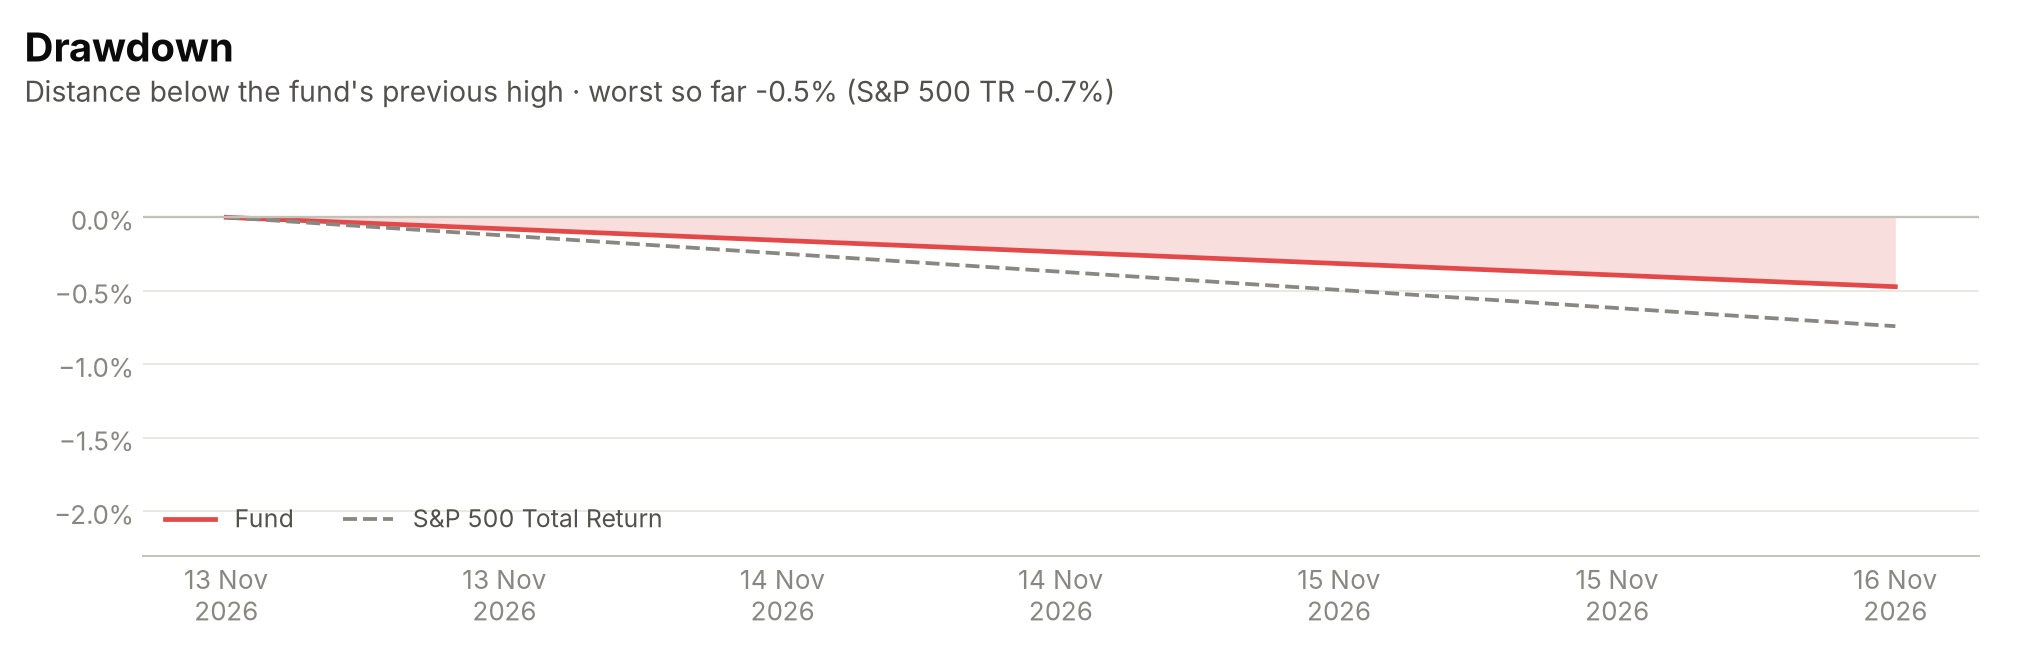 Drawdown
Distance below the fund's previous high · worst so far -0.5% (S&P 500 TR -0.7%)
0.0%
−0.5%
−1.0%
−1.5%
−2.0%
Fund
S&P 500 Total Return
13 Nov
2026
13 Nov
2026
14 Nov
2026
14 Nov
2026
15 Nov
2026
15 Nov
2026
16 Nov
2026